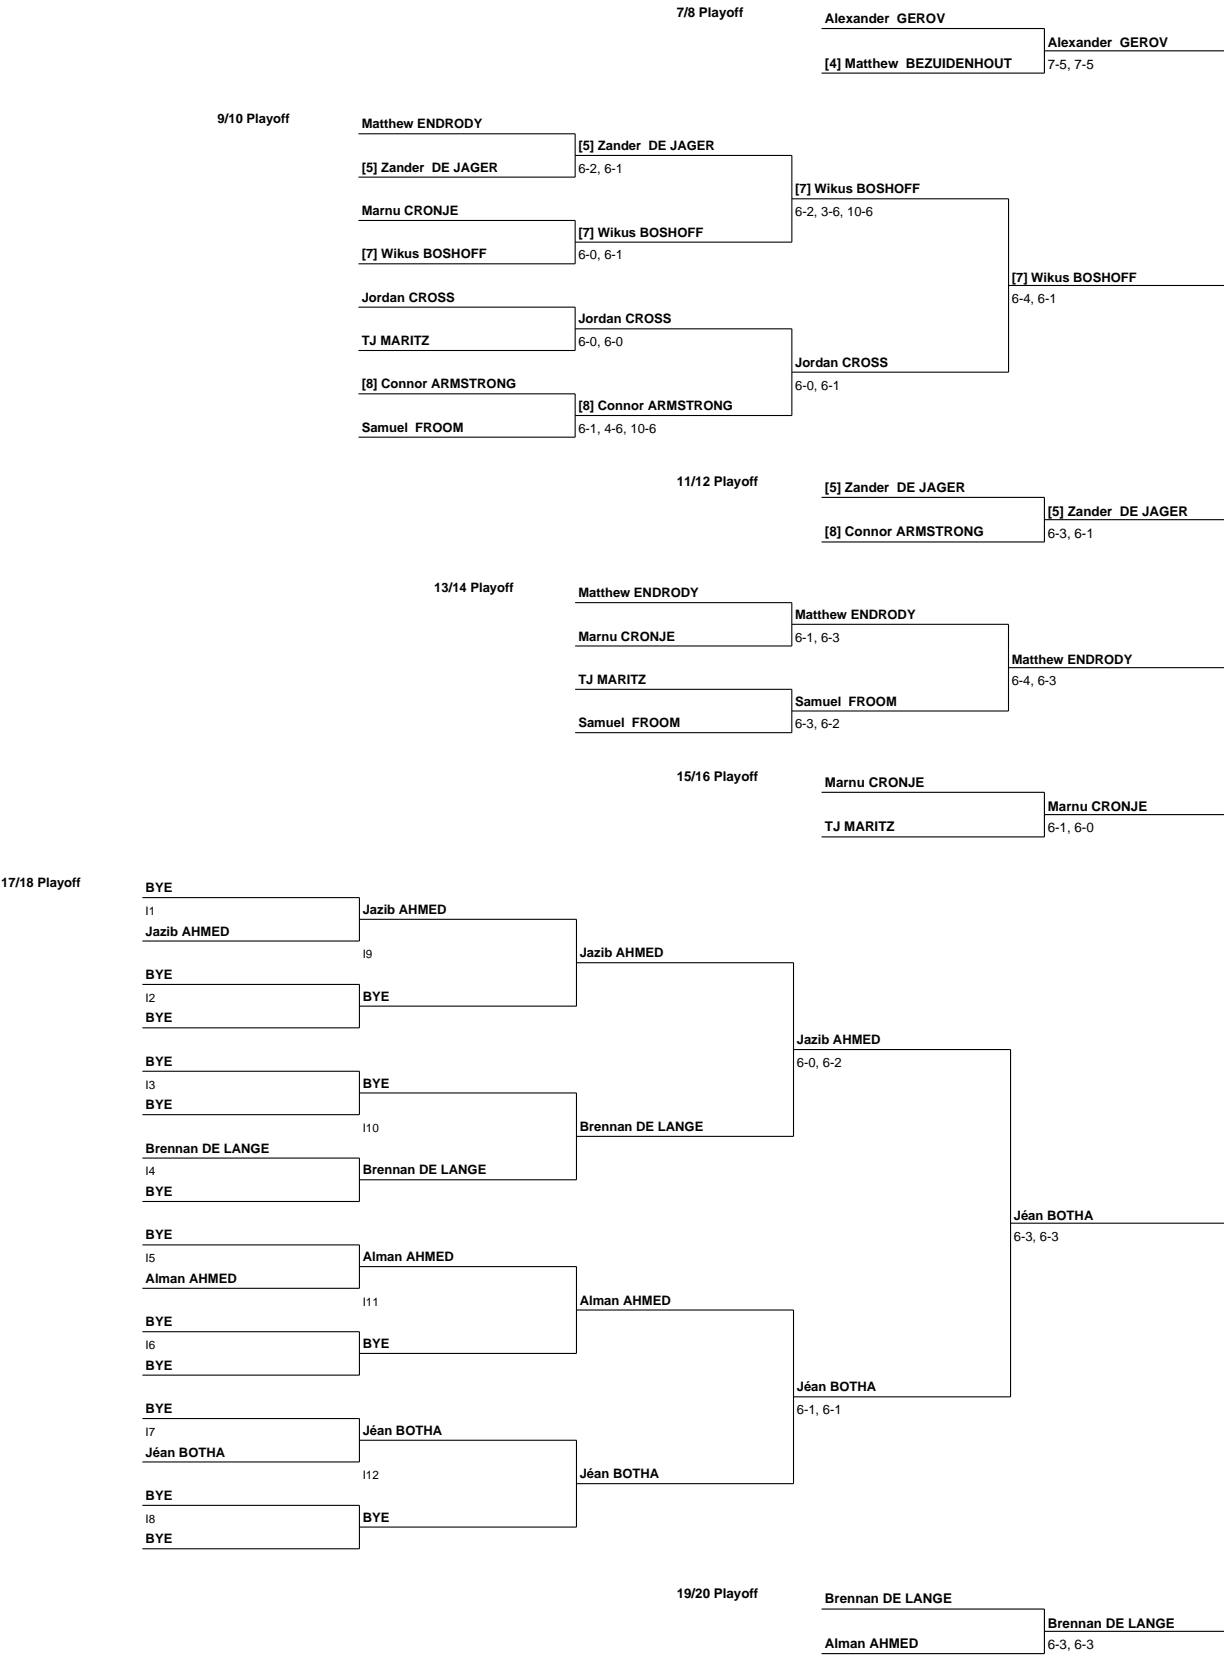 7/8 Playoff
Alexander  GEROV
Alexander  GEROV
[4] Matthew  BEZUIDENHOUT
7-5, 7-5
9/10 Playoff
Matthew ENDRODY
[5] Zander  DE JAGER
[5] Zander  DE JAGER
6-2, 6-1
[7] Wikus BOSHOFF
Marnu CRONJE
6-2, 3-6, 10-6
[7] Wikus BOSHOFF
[7] Wikus BOSHOFF
6-0, 6-1
[7] Wikus BOSHOFF
Jordan CROSS
6-4, 6-1
Jordan CROSS
TJ MARITZ
6-0, 6-0
Jordan CROSS
[8] Connor ARMSTRONG
6-0, 6-1
[8] Connor ARMSTRONG
Samuel  FROOM
6-1, 4-6, 10-6
11/12 Playoff
[5] Zander  DE JAGER
[5] Zander  DE JAGER
[8] Connor ARMSTRONG
6-3, 6-1
13/14 Playoff
Matthew ENDRODY
Matthew ENDRODY
Marnu CRONJE
6-1, 6-3
Matthew ENDRODY
TJ MARITZ
6-4, 6-3
Samuel  FROOM
Samuel  FROOM
6-3, 6-2
15/16 Playoff
Marnu CRONJE
Marnu CRONJE
TJ MARITZ
6-1, 6-0
17/18 Playoff
BYE
I1
Jazib AHMED
Jazib AHMED
I9
Jazib AHMED
BYE
I2
BYE
BYE
Jazib AHMED
6-0, 6-2
BYE
I3
BYE
BYE
I10
Brennan DE LANGE
Brennan DE LANGE
I4
Brennan DE LANGE
BYE
Jéan BOTHA
6-3, 6-3
BYE
I5
Alman AHMED
Alman AHMED
I11
Alman AHMED
BYE
I6
BYE
BYE
Jéan BOTHA
6-1, 6-1
BYE
I7
Jéan BOTHA
Jéan BOTHA
I12
Jéan BOTHA
BYE
I8
BYE
BYE
19/20 Playoff
Brennan DE LANGE
Brennan DE LANGE
Alman AHMED
6-3, 6-3